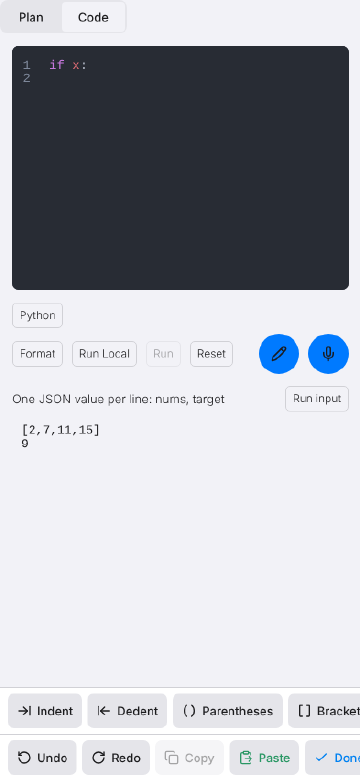 Plan Code
1 if x:
2
Python
Format Run Local Run Reset
One JSON value per line: nums, target Run input
[2,7,11,15]
9
Indent Dedent () Parentheses [] Bracket
Undo Redo Copy Paste Done